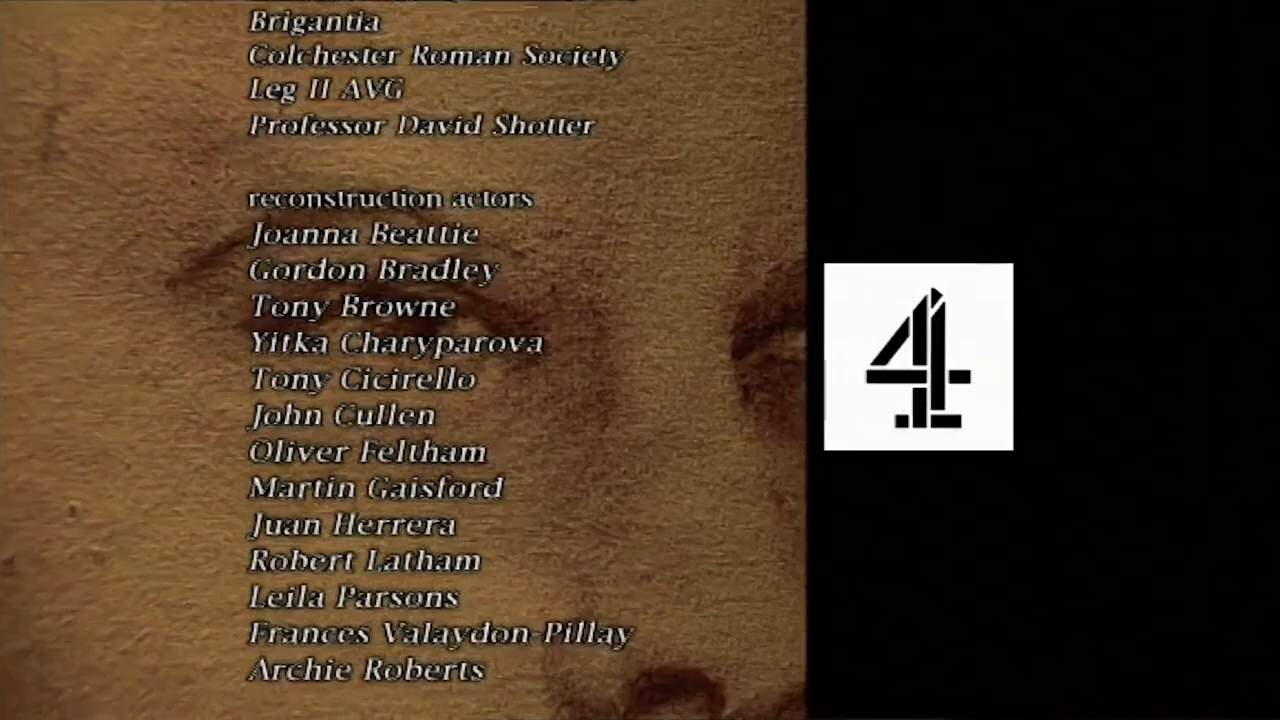 Brigantia
Colchester Roman Society
Leg II AVG
Professor David Shotter
reconstruction actors
Joanna Beattie
Gordon Bradley
Tony Browne
Yitka Charyparova
Tony Cicirello
John Cullen
Oliver Feltham
Martin Gaisford
Juan Herrera
Robert Latham
Leila Parsons
Frances Valaydon-Pillay
Archie Roberts
4